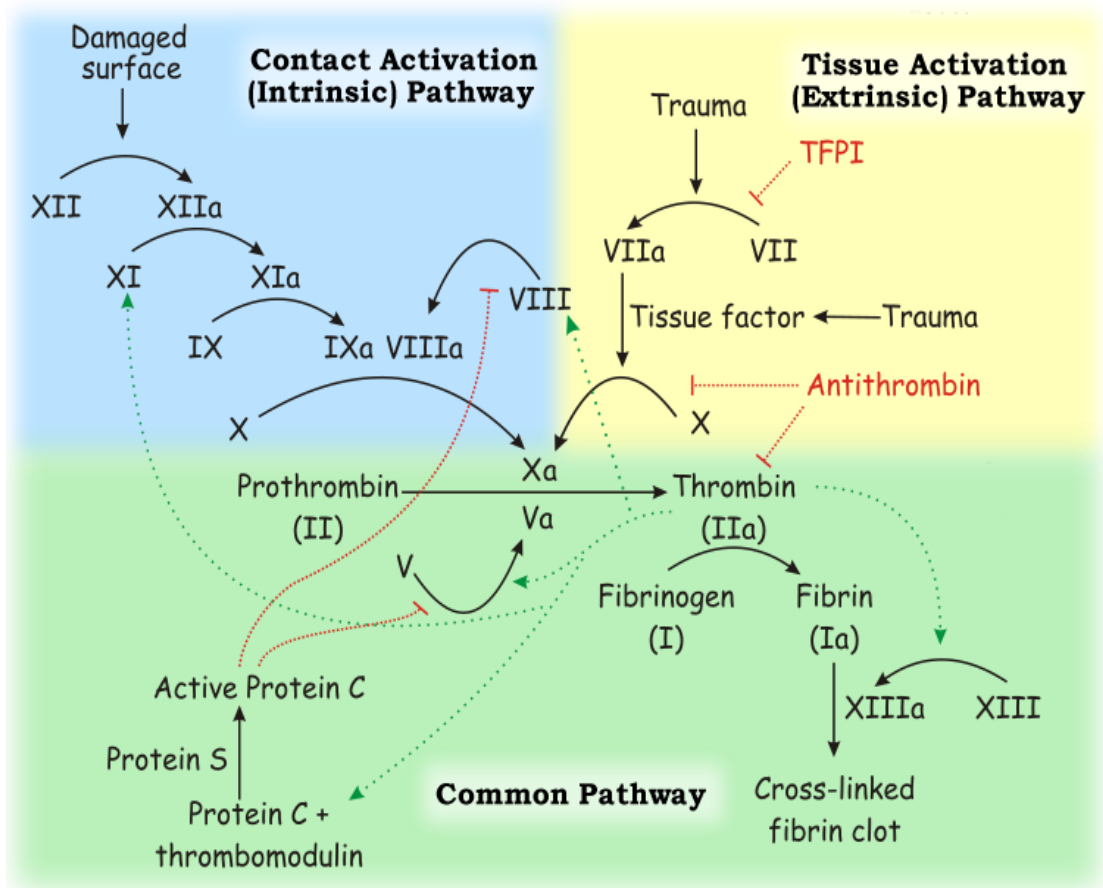 Damaged
surface
Contact Activation
(Intrinsic) Pathway
Tissue Activation
(Extrinsic) Pathway
Trauma
TFPI
XII
XIIa
VIIa
VII
XI
XIa
VIII
Tissue factor
Trauma
IX
IXa
VIIIa
Antithrombin
X
X
Xa
Prothrombin
(II)
Thrombin
(IIa)
Va
V
Fibrinogen
(I)
Fibrin
(Ia)
Active Protein C
XIIIa
XIII
Protein S
Common Pathway
Cross-linked
fibrin clot
Protein C +
thrombomodulin